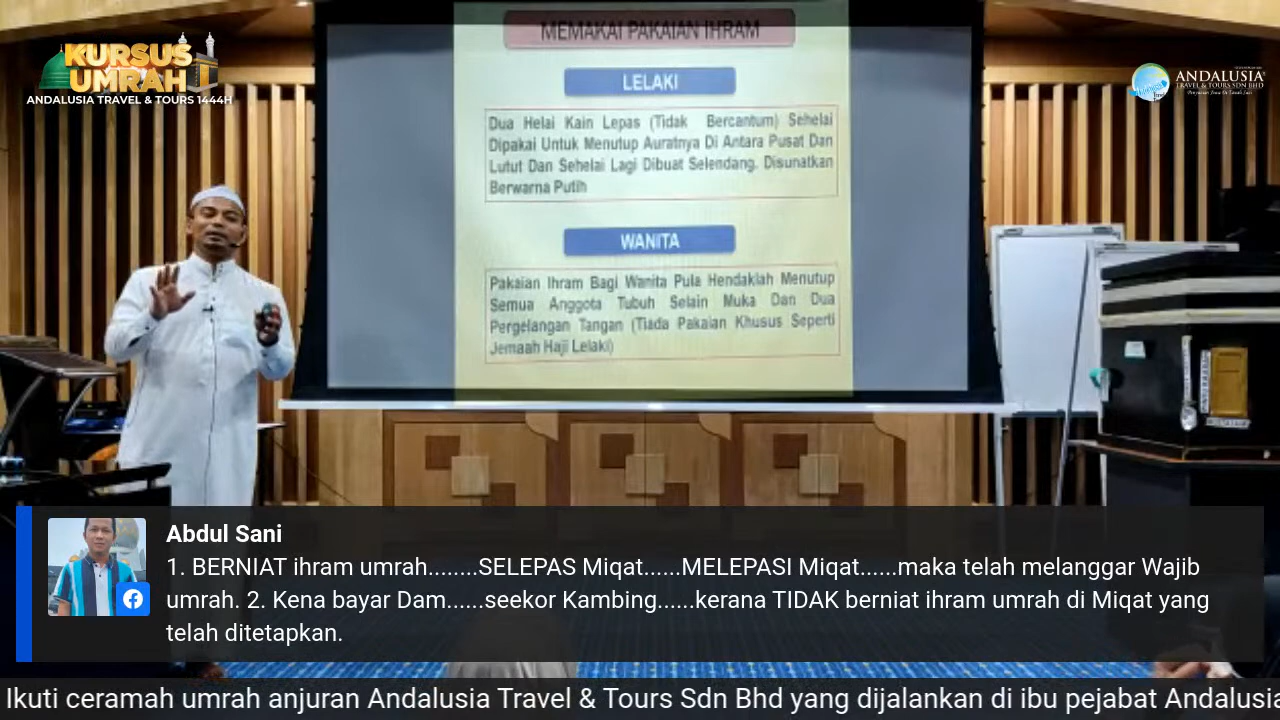 KURSUS
UMRAH
ANDALUSIA TRAVEL & TOURS 1444H
ANDALUSIA
TRAVEL & TOURS SDN BHD
MEMAKAI PAKAIAN IHRAM
LELAKI
Dua Helai Kain Lepas (Tidak Bercantum) Sehelai
Dipakai Untuk Menutup Auratnya Di Antara Pusat Dan
Lutut Dan Sehelai Lagi Dibuat Selendang. Disunatkan
Berwarna Putih
WANITA
Pakaian Ihram Bagi Wanita Pula Hendaklah Menutup
Semua Anggota Tubuh Selain Muka Dan Dua
Pergelangan Tangan (Tiada Pakaian Khusus Seperti
Jemaah Haji Lelaki)
Abdul Sani
1. BERNIAT ihram umrah........SELEPAS Miqat......MELEPASI Miqat......maka telah melanggar Wajib
umrah. 2. Kena bayar Dam......seekor Kambing......kerana TIDAK berniat ihram umrah di Miqat yang
telah ditetapkan.
Ikuti ceramah umrah anjuran Andalusia Travel & Tours Sdn Bhd yang dijalankan di ibu pejabat Andalusia